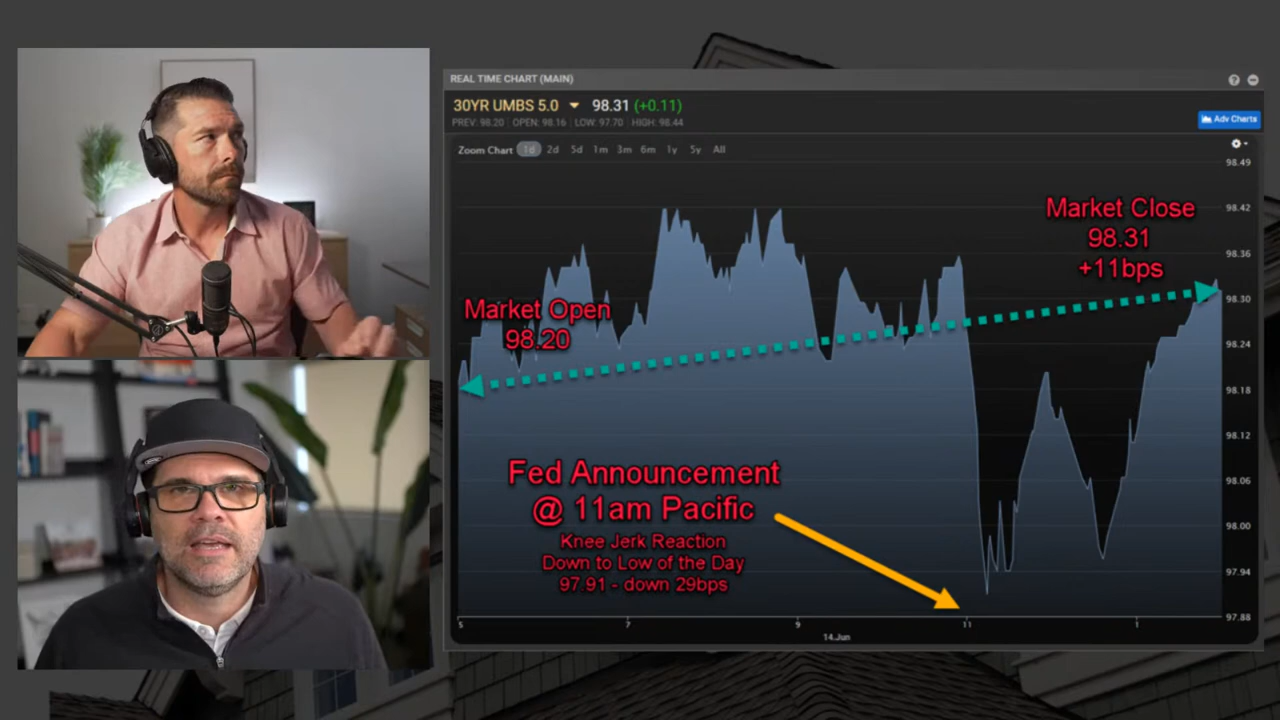 REAL TIME CHART (MAIN)
30YR UMBS 5.0 98.31 (+0.11)
PREV: 98.20 | OPEN: 98.16 | LOW: 97.70 | HIGH: 98.44
Adv Charts
Zoom Chart 1d 2d 5d 1m 3m 6m 1y 5y All
98.49
98.42
98.36
98.30
98.24
98.18
98.12
98.06
98.00
97.94
97.88
Market Close
98.31
+11bps
Market Open
98.20
Fed Announcement
@ 11am Pacific
Knee Jerk Reaction
Down to Low of the Day
97.91 - down 29bps
5 7 9 11 1
14.Jun